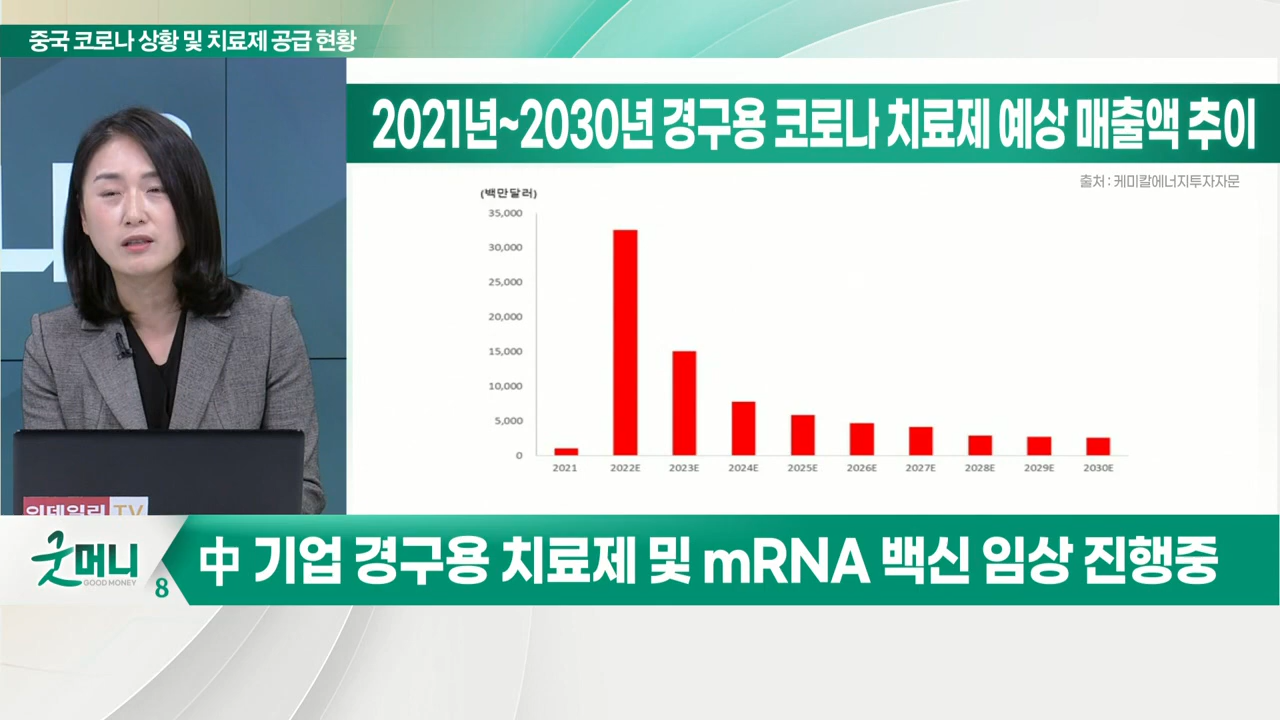 중국 코로나 상황 및 치료제 공급 현황
2021년~2030년 경구용 코로나 치료제 예상 매출액 추이
출처 : 케미칼에너지투자자문
(백만달러)
35,000
30,000
25,000
20,000
15,000
10,000
5,000
0
2021 2022E 2023E 2024E 2025E 2026E 2027E 2028E 2029E 2030E
이데일리 TV
굿머니
GOOD MONEY
8
中 기업 경구용 치료제 및 mRNA 백신 임상 진행중